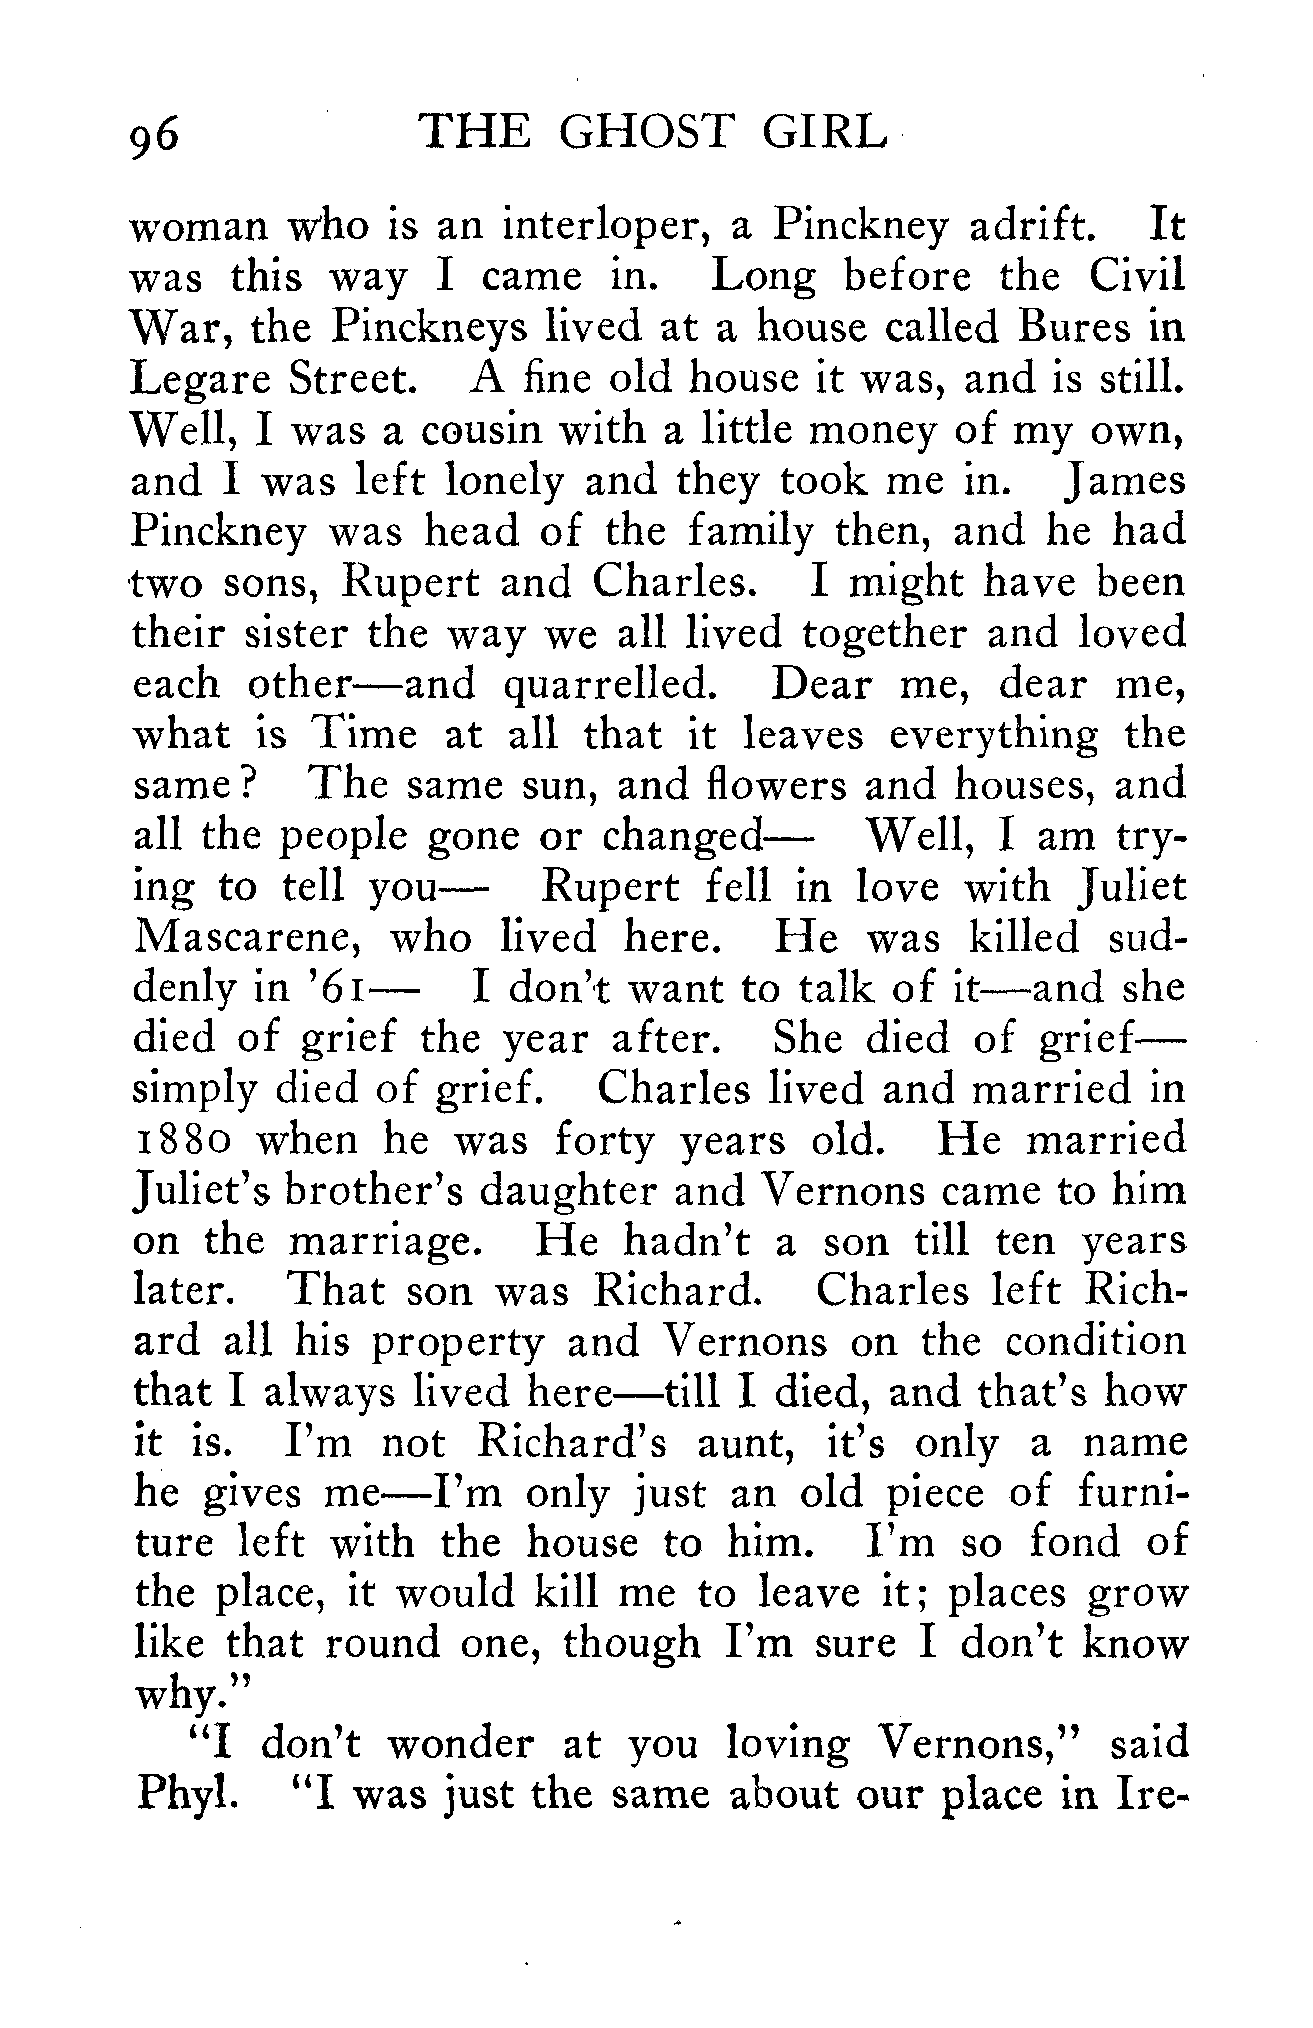 96 THE GHOST GIRL
woman who is an interloper, a Pinckney adrift. It
was this way I came in. Long before the Civil
War, the Pinckneys lived at a house called Bures in
Legare Street. A fine old house it was, and is still.
Well, I was a cousin with a little money of my own,
and I was left lonely and they took me in. James
Pinckney was head of the family then, and he had
two sons, Rupert and Charles. I might have been
their sister the way we all lived together and loved
each other—and quarrelled. Dear me, dear me,
what is Time at all that it leaves everything the
same? The same sun, and flowers and houses, and
all the people gone or changed— Well, I am try-
ing to tell you— Rupert fell in love with Juliet
Mascarene, who lived here. He was killed sud-
denly in ’61— I don’t want to talk of it—and she
died of grief the year after. She died of grief—
simply died of grief. Charles lived and married in
1880 when he was forty years old. He married
Juliet’s brother’s daughter and Vernons came to him
on the marriage. He hadn’t a son till ten years
later. That son was Richard. Charles left Rich-
ard all his property and Vernons on the condition
that I always lived here—till I died, and that’s how
it is. I’m not Richard’s aunt, it’s only a name
he gives me—I’m only just an old piece of furni-
ture left with the house to him. I’m so fond of
the place, it would kill me to leave it; places grow
like that round one, though I’m sure I don’t know
why.”
“I don’t wonder at you loving Vernons,” said
Phyl. “I was just the same about our place in Ire-